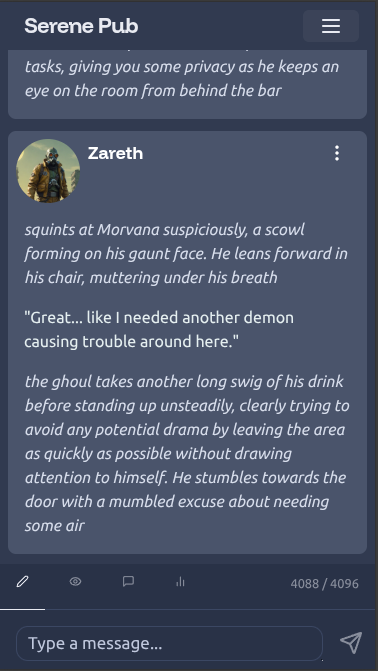 Serene Pub
tasks, giving you some privacy as he keeps an
eye on the room from behind the bar
Zareth
squints at Morvana suspiciously, a scowl
forming on his gaunt face. He leans forward in
his chair, muttering under his breath
"Great... like I needed another demon
causing trouble around here."
the ghoul takes another long swig of his drink
before standing up unsteadily, clearly trying to
avoid any potential drama by leaving the area
as quickly as possible without drawing
attention to himself. He stumbles towards the
door with a mumbled excuse about needing
some air
4088 / 4096
Type a message...